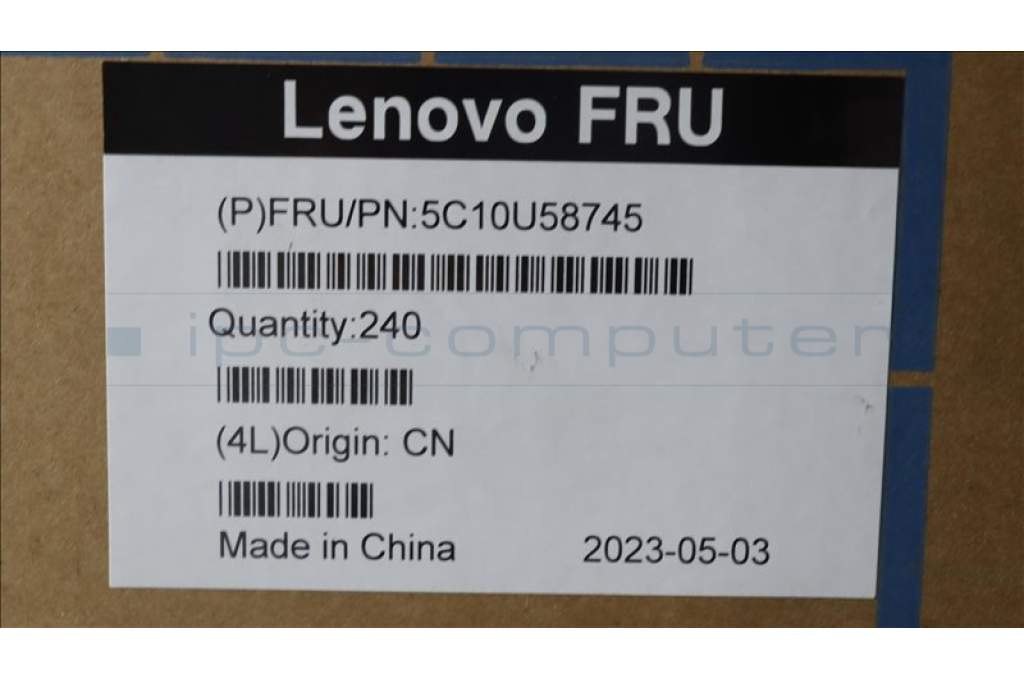 Lenovo FRU
(P)FRU/PN:5C10U58745
Quantity:240
ipc-computer
(4L)Origin: CN
Made in China 2023-05-03